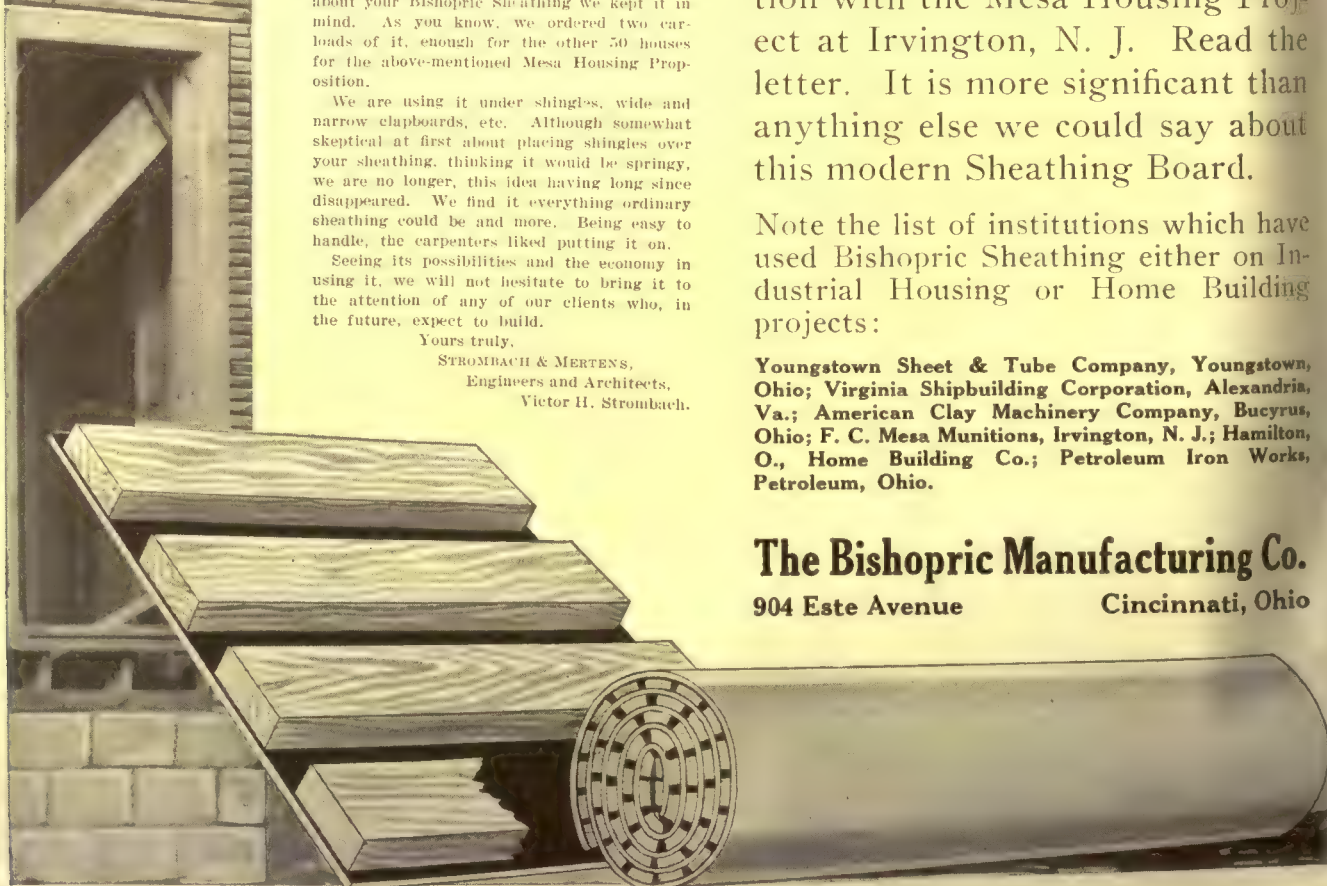 about your Bishopric Sheathing we kept it in
mind. As you know, we ordered two car-
loads of it, enough for the other 50 houses
for the above-mentioned Mesa Housing Prop-
osition.
We are using it under shingles, wide and
narrow clapboards, etc. Although somewhat
skeptical at first about placing shingles over
your sheathing, thinking it would be springy,
we are no longer, this idea having long since
disappeared. We find it everything ordinary
sheathing could be and more. Being easy to
handle, the carpenters liked putting it on.
Seeing its possibilities and the economy in
using it, we will not hesitate to bring it to
the attention of any of our clients who, in
the future, expect to build.
Yours truly,
STROMBACH & MERTENS,
Engineers and Architects,
Victor H. Strombach.
tion with the Mesa Housing Proj-
ect at Irvington, N. J. Read the
letter. It is more significant than
anything else we could say about
this modern Sheathing Board.
Note the list of institutions which have
used Bishopric Sheathing either on In-
dustrial Housing or Home Building
projects:
Youngstown Sheet & Tube Company, Youngstown,
Ohio; Virginia Shipbuilding Corporation, Alexandria,
Va.; American Clay Machinery Company, Bucyrus,
Ohio; F. C. Mesa Munitions, Irvington, N. J.; Hamilton,
O., Home Building Co.; Petroleum Iron Works,
Petroleum, Ohio.
The Bishopric Manufacturing Co.
904 Este Avenue Cincinnati, Ohio